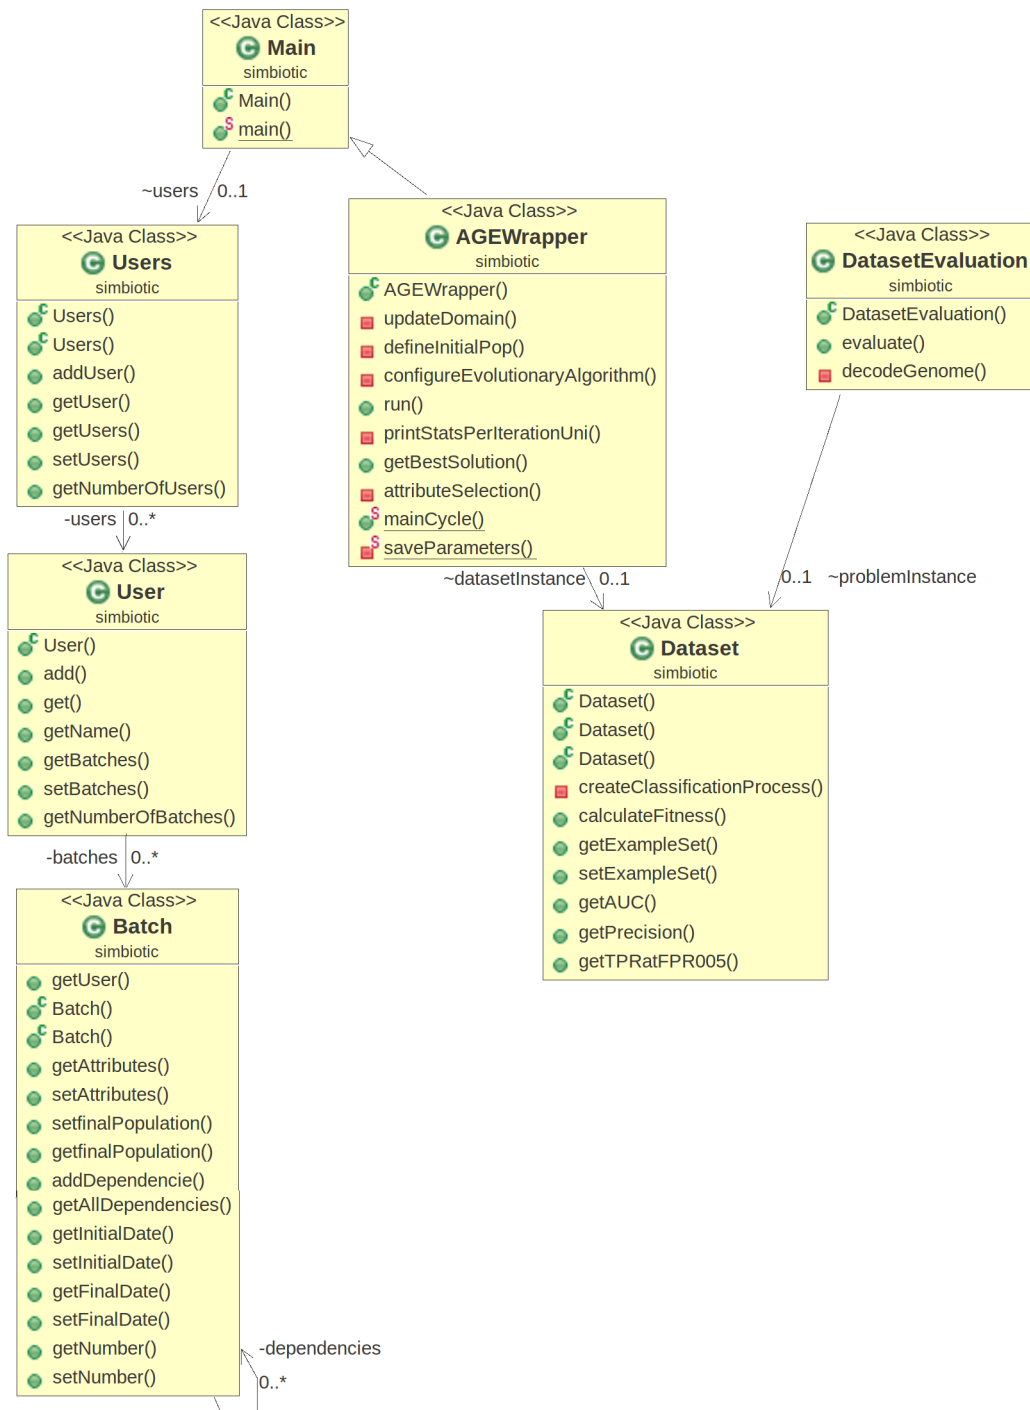 <<Java Class>>
Main
simbiotic
Main()
main()
~users 0..1
<<Java Class>>
Users
simbiotic
Users()
Users()
addUser()
getUser()
getUsers()
setUsers()
getNumberOfUsers()
-users 0..*
<<Java Class>>
User
simbiotic
User()
add()
get()
getName()
getBatches()
setBatches()
getNumberOfBatches()
-batches 0..*
<<Java Class>>
Batch
simbiotic
getUser()
Batch()
Batch()
getAttributes()
setAttributes()
setfinalPopulation()
getfinalPopulation()
addDependencie()
getAllDependencies()
getInitialDate()
setInitialDate()
getFinalDate()
setFinalDate()
getNumber()
setNumber()
-dependencies
0..*
<<Java Class>>
AGEWrapper
simbiotic
AGEWrapper()
updateDomain()
defineInitialPop()
configureEvolutionaryAlgorithm()
run()
printStatsPerIterationUni()
getBestSolution()
attributeSelection()
mainCycle()
saveParameters()
~datasetInstance 0..1
<<Java Class>>
DatasetEvaluation
simbiotic
DatasetEvaluation()
evaluate()
decodeGenome()
0..1 ~problemInstance
<<Java Class>>
Dataset
simbiotic
Dataset()
Dataset()
Dataset()
createClassificationProcess()
calculateFitness()
getExampleSet()
setExampleSet()
getAUC()
getPrecision()
getTPRatFPR005()